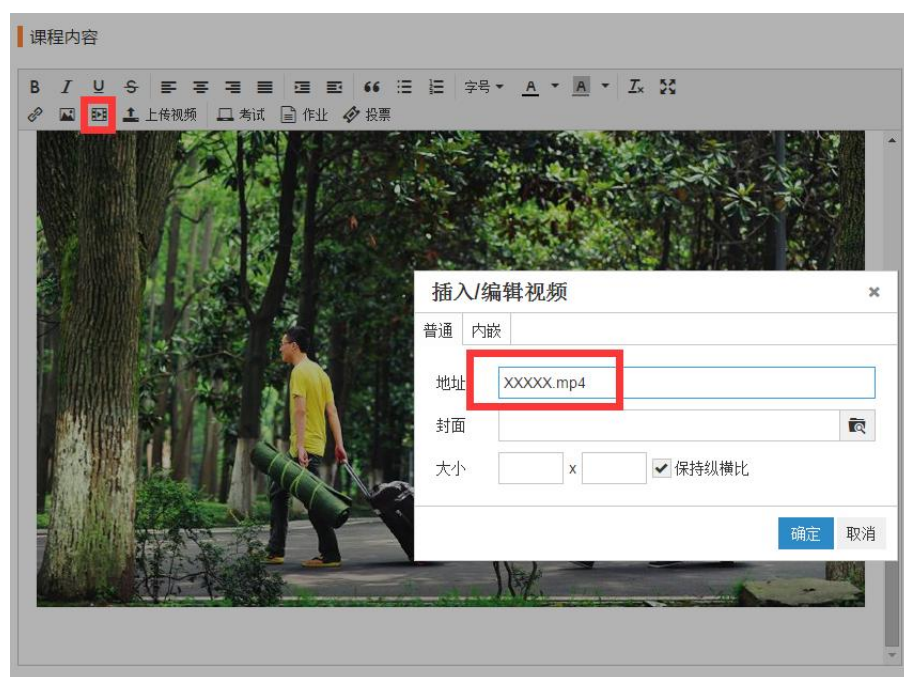 课程内容
B I U S 字号 A A Ix
上传视频 考试 作业 投票
插入/编辑视频 ×
普通 内嵌
地址 XXXXX.mp4
封面
大小 x 保持纵横比
确定 取消